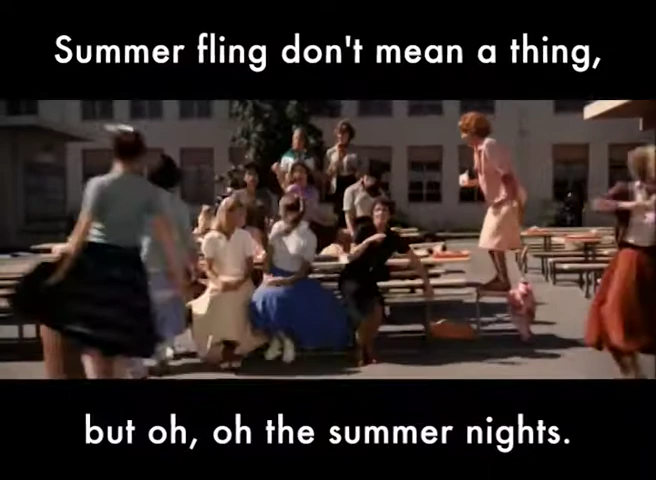 Summer fling don't mean a thing,
but oh, oh the summer nights.